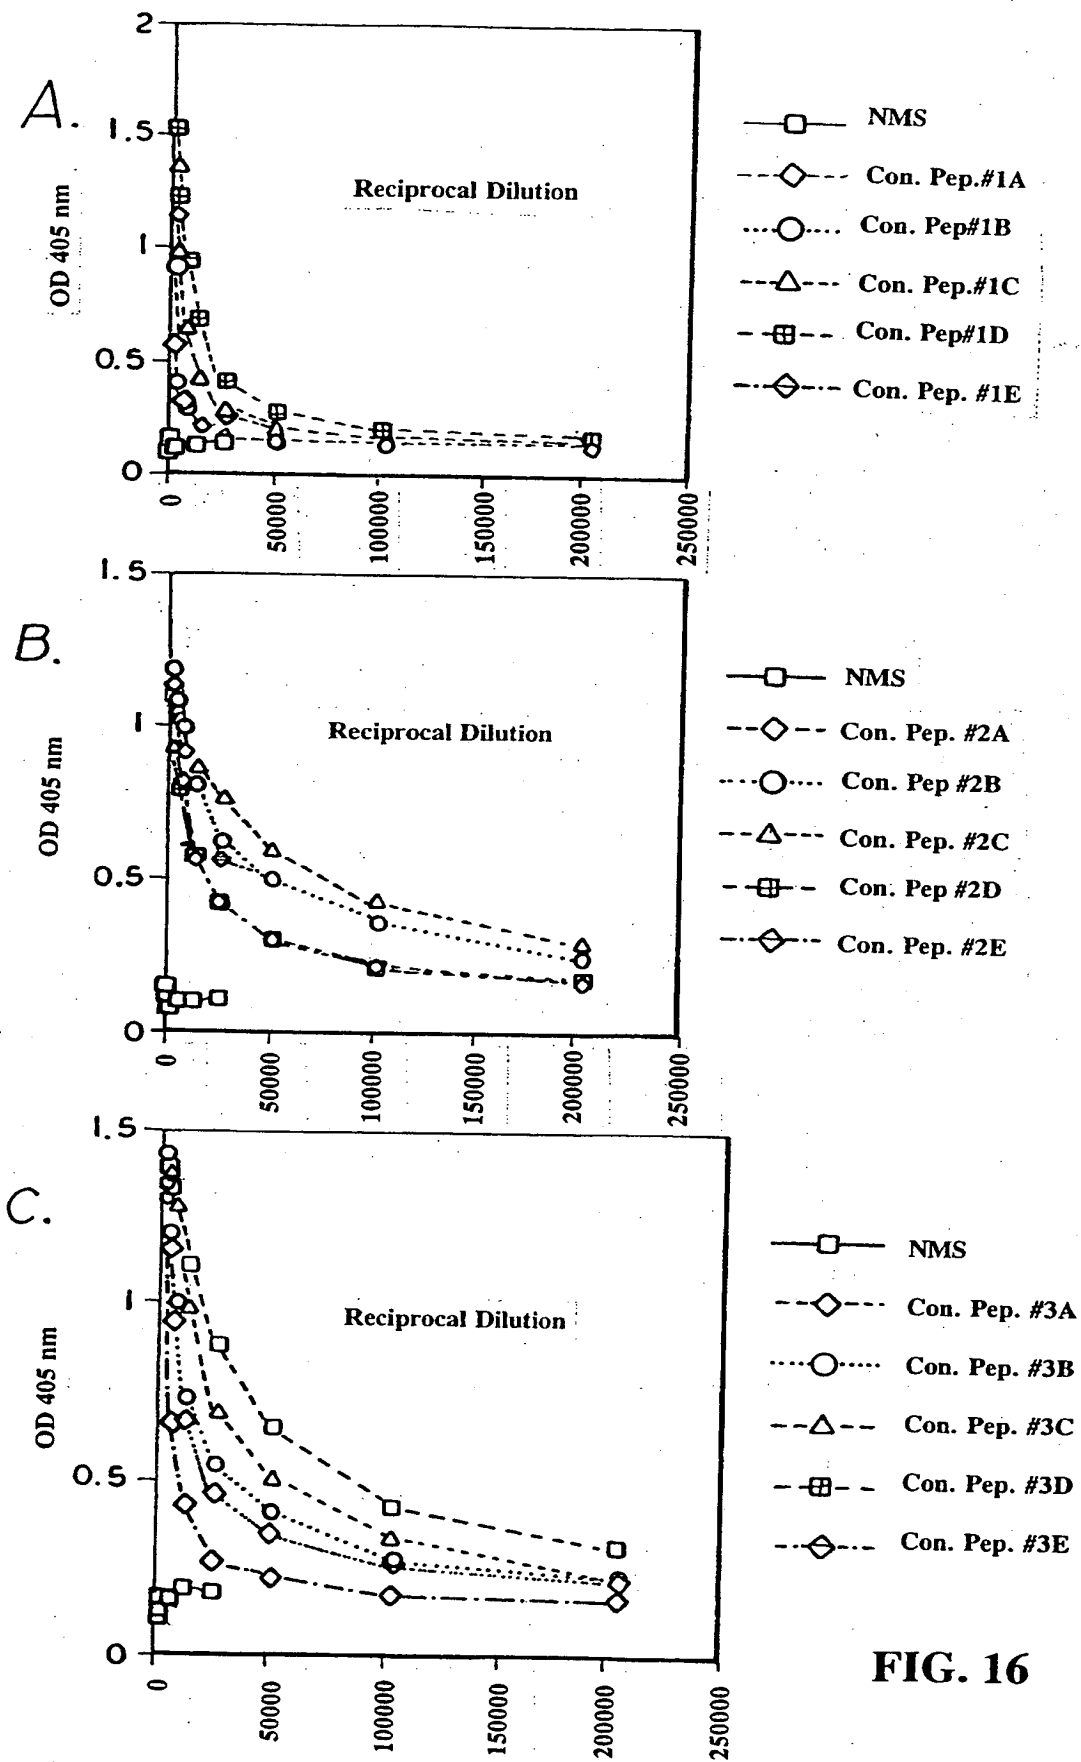 A.
2
1.5
1
0.5
0
OD 405 nm
Reciprocal Dilution
0
50000
100000
150000
200000
250000
NMS
Con. Pep.#1A
Con. Pep#1B
Con. Pep.#1C
Con. Pep#1D
Con. Pep.#1E
B.
1.5
1
0.5
0
OD 405 nm
Reciprocal Dilution
0
50000
100000
150000
200000
250000
NMS
Con. Pep. #2A
Con. Pep #2B
Con. Pep. #2C
Con. Pep #2D
Con. Pep. #2E
C.
1.5
1
0.5
0
OD 405 nm
Reciprocal Dilution
0
50000
100000
150000
200000
250000
NMS
Con. Pep. #3A
Con. Pep. #3B
Con. Pep. #3C
Con. Pep. #3D
Con. Pep. #3E
FIG. 16